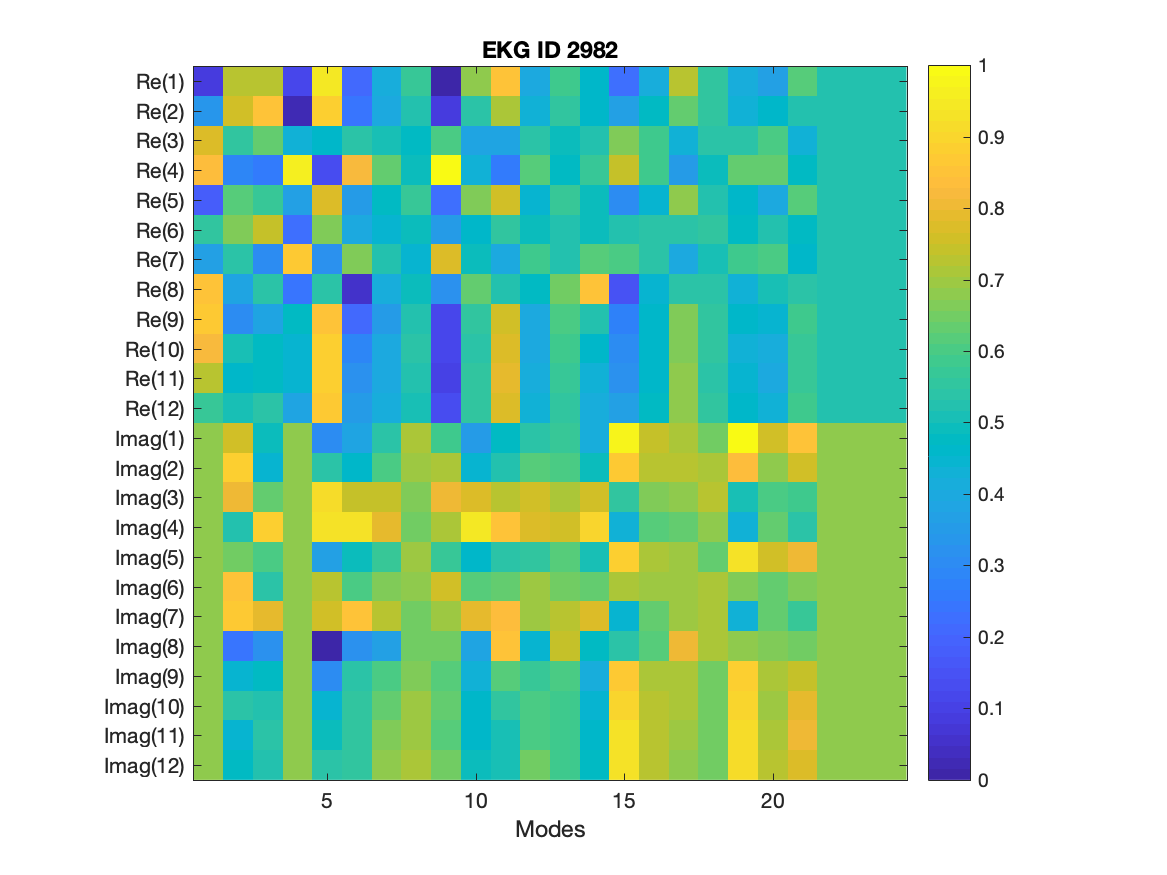 EKG ID 2982
Re(1)
Re(2)
Re(3)
Re(4)
Re(5)
Re(6)
Re(7)
Re(8)
Re(9)
Re(10)
Re(11)
Re(12)
Imag(1)
Imag(2)
Imag(3)
Imag(4)
Imag(5)
Imag(6)
Imag(7)
Imag(8)
Imag(9)
Imag(10)
Imag(11)
Imag(12)
5 10 15 20
Modes
1
0.9
0.8
0.7
0.6
0.5
0.4
0.3
0.2
0.1
0